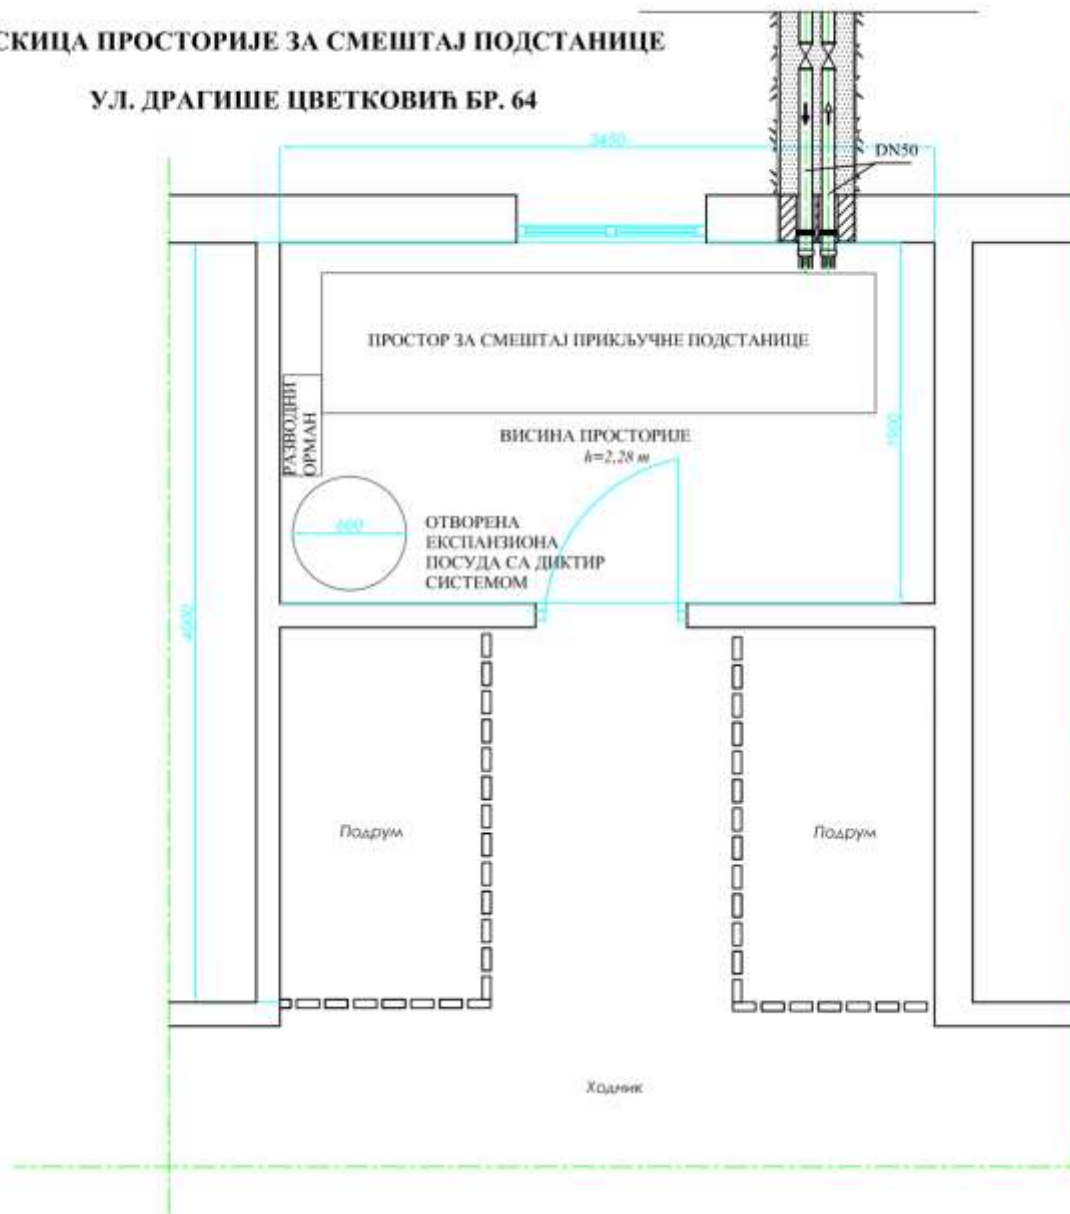 СКИЦА ПРОСТОРИЈЕ ЗА СМЕШТАЈ ПОДСТАНИЦЕ
УЛ. ДРАГИШЕ ЦВЕТКОВИЋ БР. 64
3450
DN50
ПРОСТОР ЗА СМЕШТАЈ ПРИКЉУЧНЕ ПОДСТАНИЦЕ
РАЗВОДНИ
ОРМАН
ВИСИНА ПРОСТОРИЈЕ
h=2,28 m
1900
600
ОТВОРЕНА
ЕКСПАНЗИОНА
ПОСУДА СА ДИКТИР
СИСТЕМОМ
4000
Подрум
Подрум
Ходник